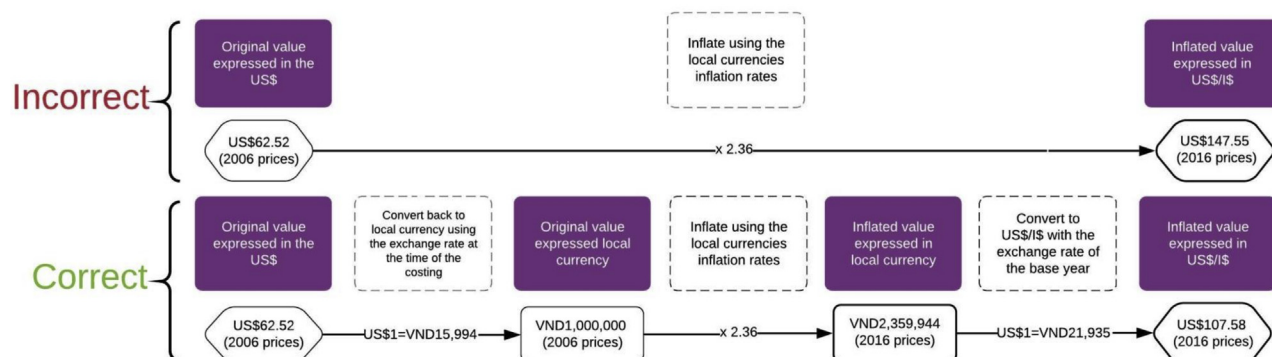 Incorrect
Original value
expressed in the
US$
Inflate using the
local currencies
inflation rates
Inflated value
expressed in
US$/I$
US$62.52
(2006 prices)
x 2.36
US$147.55
(2016 prices)
Correct
Original value
expressed in the
US$
Convert back to
local currency using
the exchange rate at
the time of the
costing
Original value
expressed local
currency
Inflate using the
local currencies
inflation rates
Inflated value
expressed in
local currency
Convert to
US$/I$ with the
exchange rate of
the base year
Inflated value
expressed in
US$/I$
US$62.52
(2006 prices)
US$1=VND15,994
VND1,000,000
(2006 prices)
x 2.36
VND2,359,944
(2016 prices)
US$1=VND21,935
US$107.58
(2016 prices)